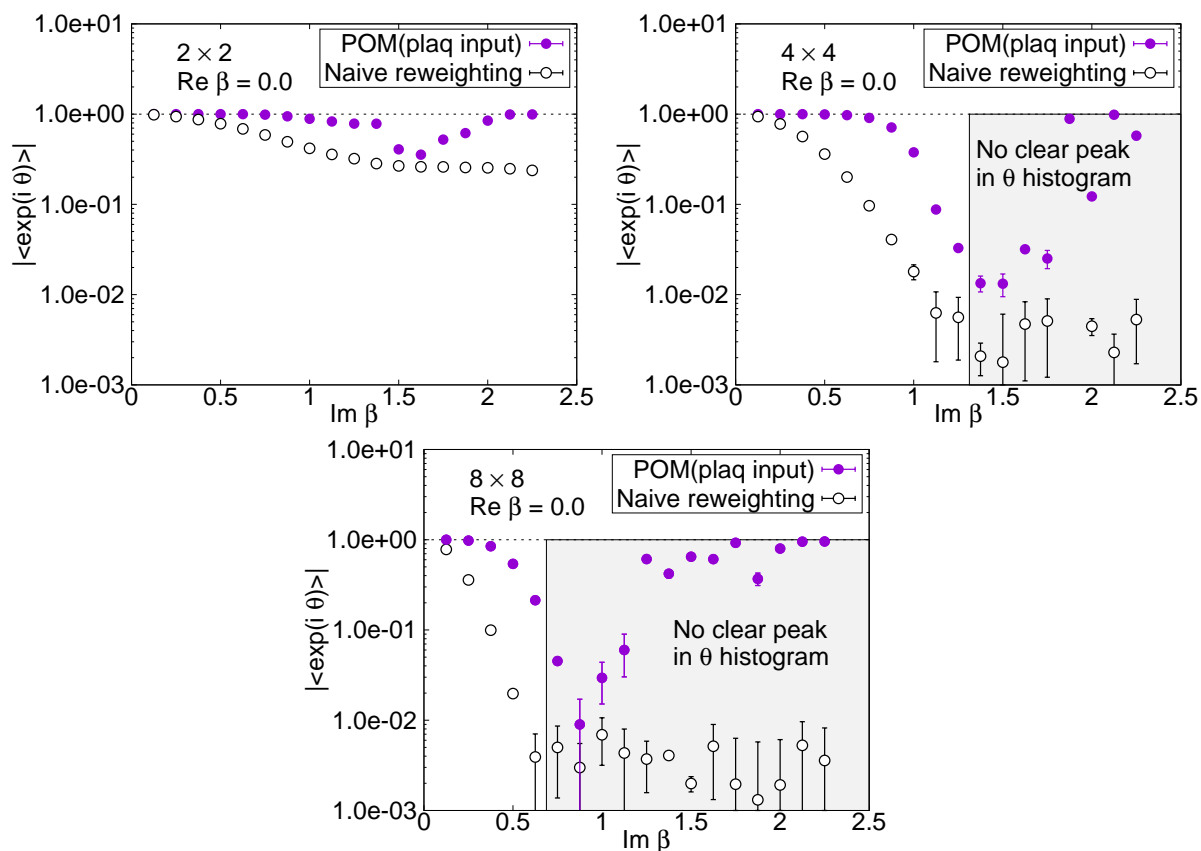 1.0e+01
1.0e+00
1.0e-01
1.0e-02
1.0e-03
|<exp(i θ)>|
2 × 2
Re β = 0.0
POM(plaq input)
Naive reweighting
0 0.5 1 1.5 2 2.5
Im β
1.0e+01
1.0e+00
1.0e-01
1.0e-02
1.0e-03
|<exp(i θ)>|
4 × 4
Re β = 0.0
POM(plaq input)
Naive reweighting
No clear peak
in θ histogram
0 0.5 1 1.5 2 2.5
Im β
1.0e+01
1.0e+00
1.0e-01
1.0e-02
1.0e-03
|<exp(i θ)>|
8 × 8
Re β = 0.0
POM(plaq input)
Naive reweighting
No clear peak
in θ histogram
0 0.5 1 1.5 2 2.5
Im β